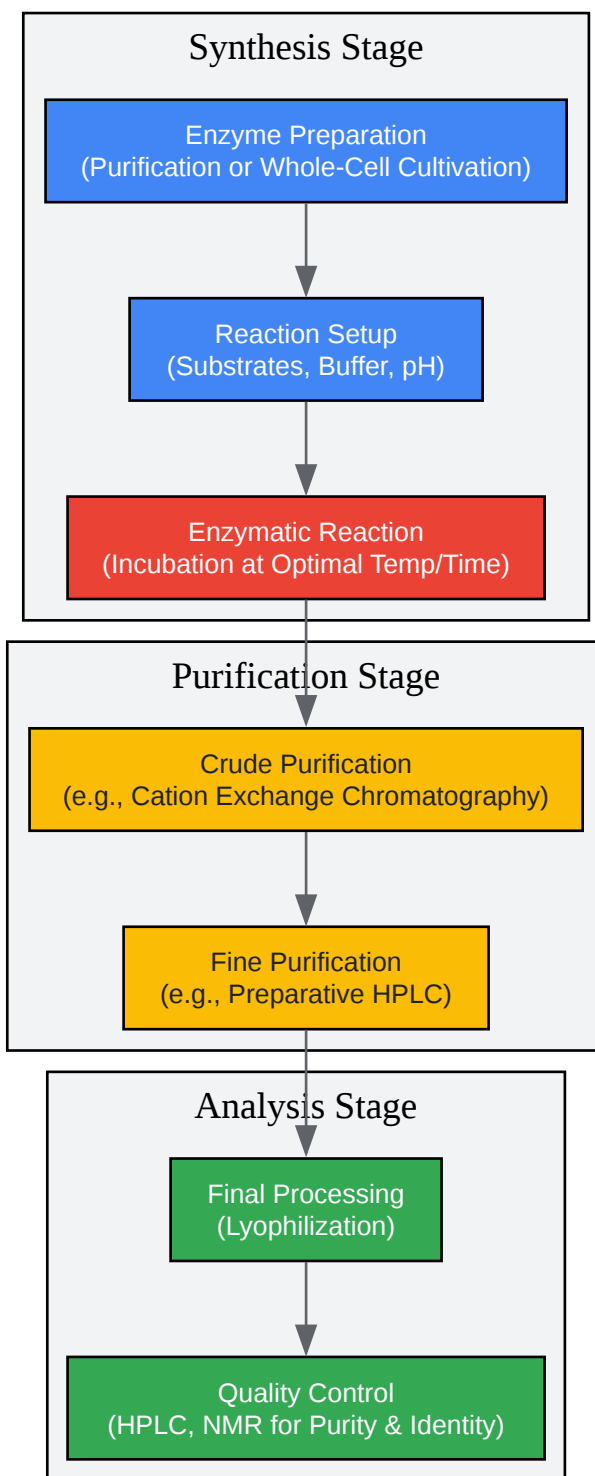 Synthesis Stage
Enzyme Preparation
(Purification or Whole-Cell Cultivation)
Reaction Setup
(Substrates, Buffer, pH)
Enzymatic Reaction
(Incubation at Optimal Temp/Time)
Purification Stage
Crude Purification
(e.g., Cation Exchange Chromatography)
Fine Purification
(e.g., Preparative HPLC)
Analysis Stage
Final Processing
(Lyophilization)
Quality Control
(HPLC, NMR for Purity & Identity)